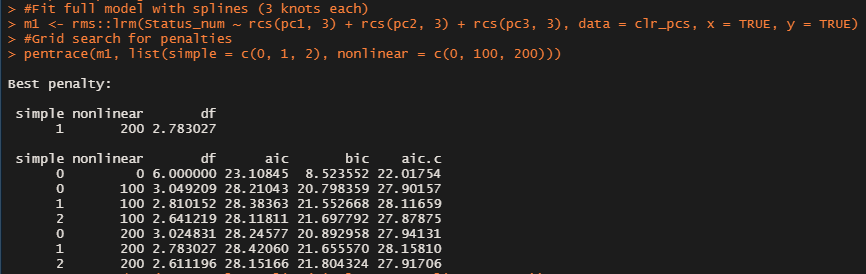 > #Fit full model with splines (3 knots each)
> m1 <- rms::lrm(Status_num ~ rcs(pc1, 3) + rcs(pc2, 3) + rcs(pc3, 3), data = clr_pcs, x = TRUE, y = TRUE)
> #Grid search for penalties
> pentrace(m1, list(simple = c(0, 1, 2), nonlinear = c(0, 100, 200)))
Best penalty:
simple nonlinear df
1 200 2.783027
simple nonlinear df aic bic aic.c
0 0 6.000000 23.10845 8.523552 22.01754
0 100 3.049209 28.21043 20.798359 27.90157
1 100 2.810152 28.38363 21.552668 28.11659
2 100 2.641219 28.11811 21.697792 27.87875
0 200 3.024831 28.24577 20.892958 27.94131
1 200 2.783027 28.42060 21.655570 28.15810
2 200 2.611196 28.15166 21.804324 27.91706